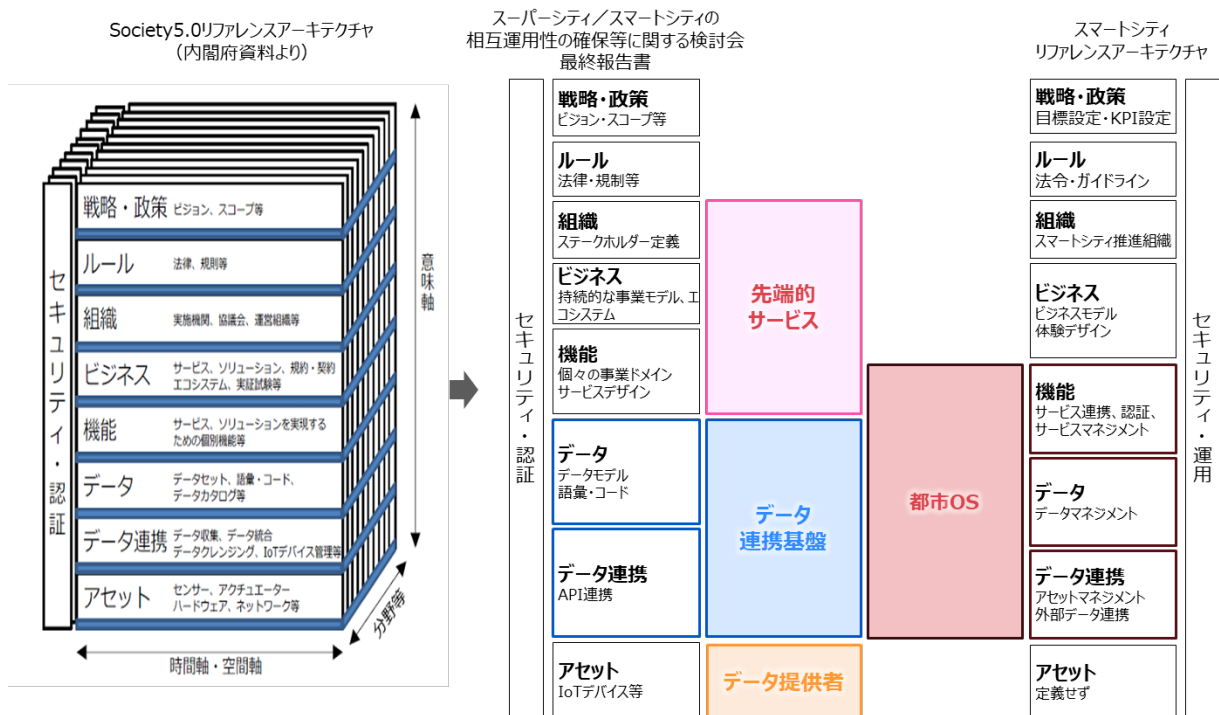 Society5.0リファレンスアーキテクチャ
(内閣府資料より)
セキュリティ・認証
戦略・政策 ビジョン、スコープ等
ルール 法律、規則等
組織 実施機関、協議会、運営組織等
ビジネス サービス、ソリューション、規約・契約
エコシステム、実証試験等
機能 サービス、ソリューションを実現する
ための個別機能等
データ データセット、語彙・コード、
データカタログ等
データ連携 データ収集、データ統合
データクレンジング、IoTデバイス管理等
アセット センサー、アクチュエーター
ハードウェア、ネットワーク等
意味軸
分野等
時間軸・空間軸
スーパーシティ／スマートシティの
相互運用性の確保等に関する検討会
最終報告書
セキュリティ・認証
戦略・政策
ビジョン・スコープ等
ルール
法律・規制等
組織
ステークホルダー定義
ビジネス
持続的な事業モデル、エ
コシステム
機能
個々の事業ドメイン
サービスデザイン
データ
データモデル
語彙・コード
データ連携
API連携
アセット
IoTデバイス等
先端的
サービス
データ
連携基盤
データ提供者
都市OS
スマートシティ
リファレンスアーキテクチャ
戦略・政策
目標設定・KPI設定
ルール
法令・ガイドライン
組織
スマートシティ推進組織
ビジネス
ビジネスモデル
体験デザイン
機能
サービス連携、認証、
サービスマネジメント
データ
データマネジメント
データ連携
アセットマネジメント
外部データ連携
アセット
定義せず
セキュリティ・運用